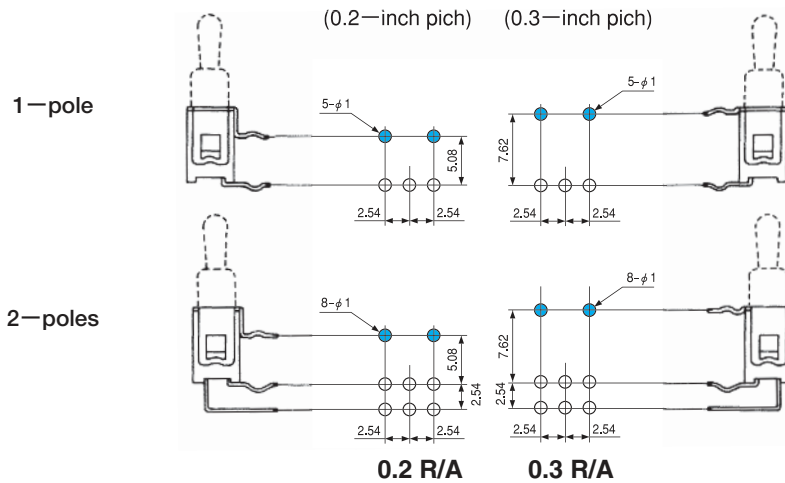 (0.2—inch pich) (0.3—inch pich)
1—pole
5-φ1 5-φ1
5.08 7.62
2.54 2.54 2.54 2.54
2—poles
8-φ1 8-φ1
5.08 7.62
2.54 2.54
2.54 2.54 2.54 2.54
0.2 R/A 0.3 R/A